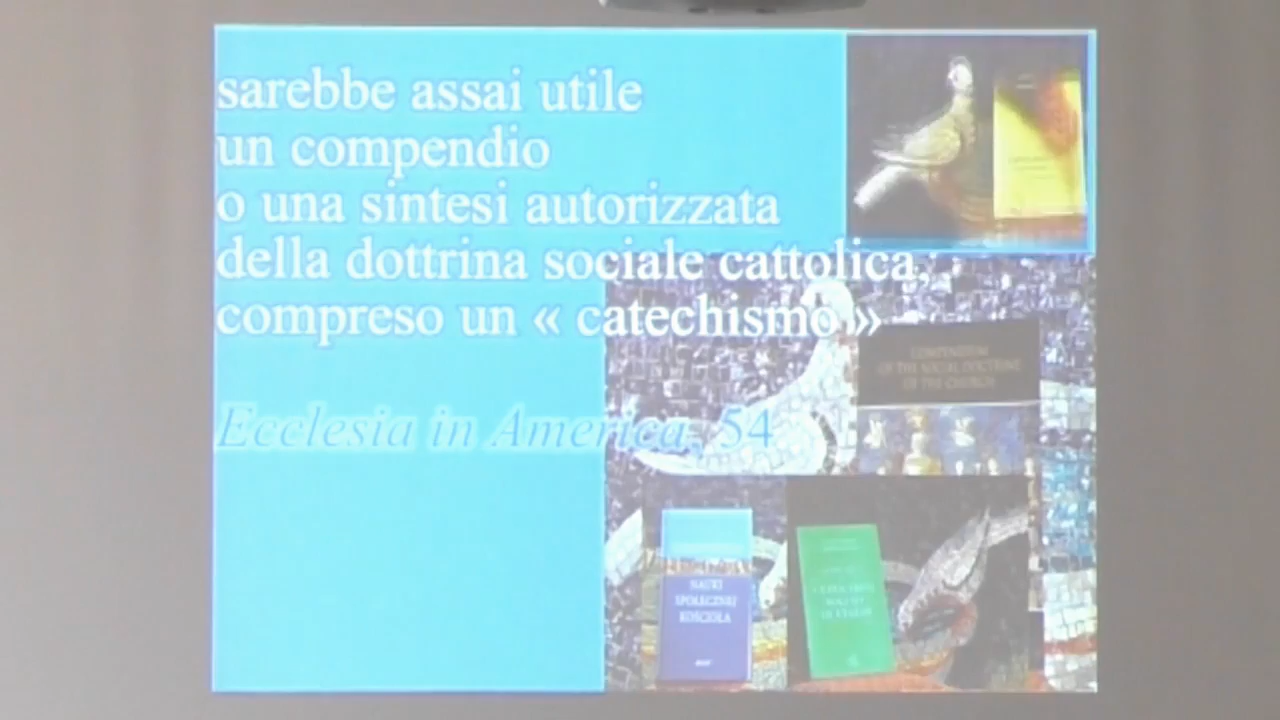 sarebbe assai utile
un compendio
o una sintesi autorizzata
della dottrina sociale cattolica,
compreso un « catechismo »
Ecclesia in America, 54
COMPENDIUM
OF THE SOCIAL DOCTRINE
OF THE CHURCH
NAUKI
SPOŁECZNEJ
KOŚCIOŁA